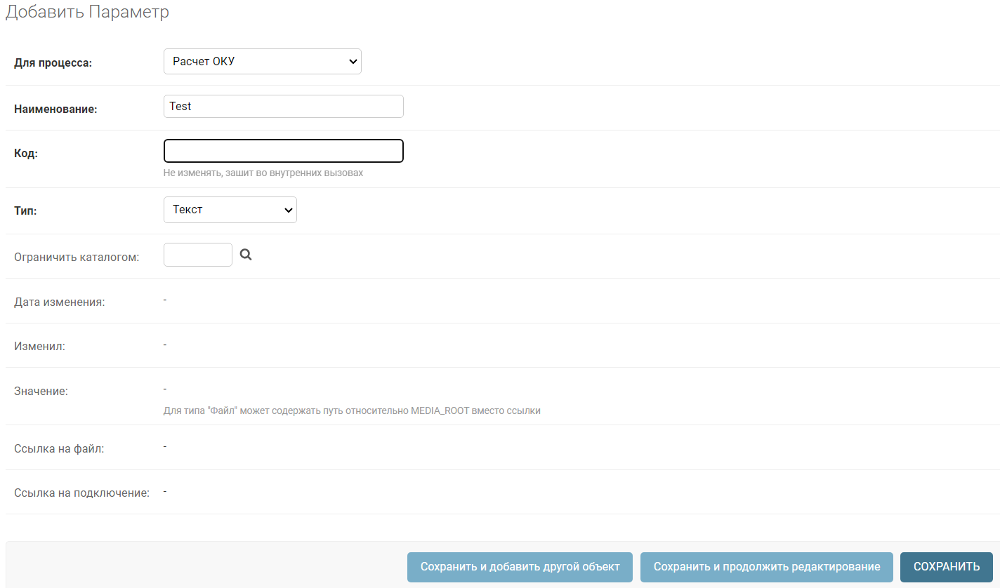 Добавить Параметр
Для процесса: Расчет ОКУ
Наименование: Test
Код:
Не изменять, зашит во внутренних вызовах
Тип: Текст
Ограничить каталогом:
Дата изменения: -
Изменил: -
Значение: -
Для типа "Файл" может содержать путь относительно MEDIA_ROOT вместо ссылки
Ссылка на файл: -
Ссылка на подключение: -
Сохранить и добавить другой объект Сохранить и продолжить редактирование СОХРАНИТЬ